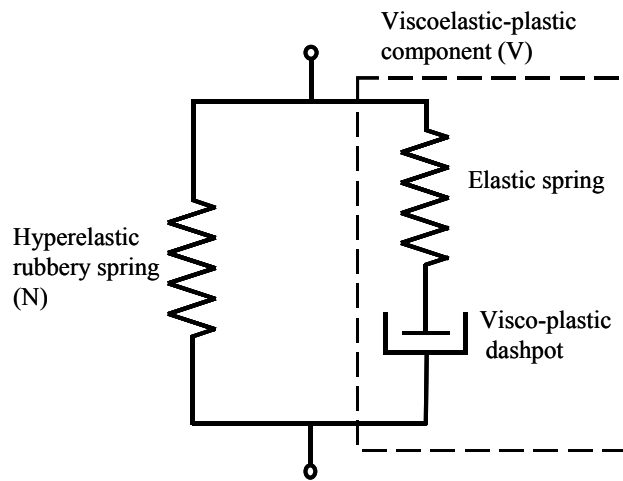 Viscoelastic-plastic
component (V)
Elastic spring
Hyperelastic
rubbery spring
(N)
Visco-plastic
dashpot